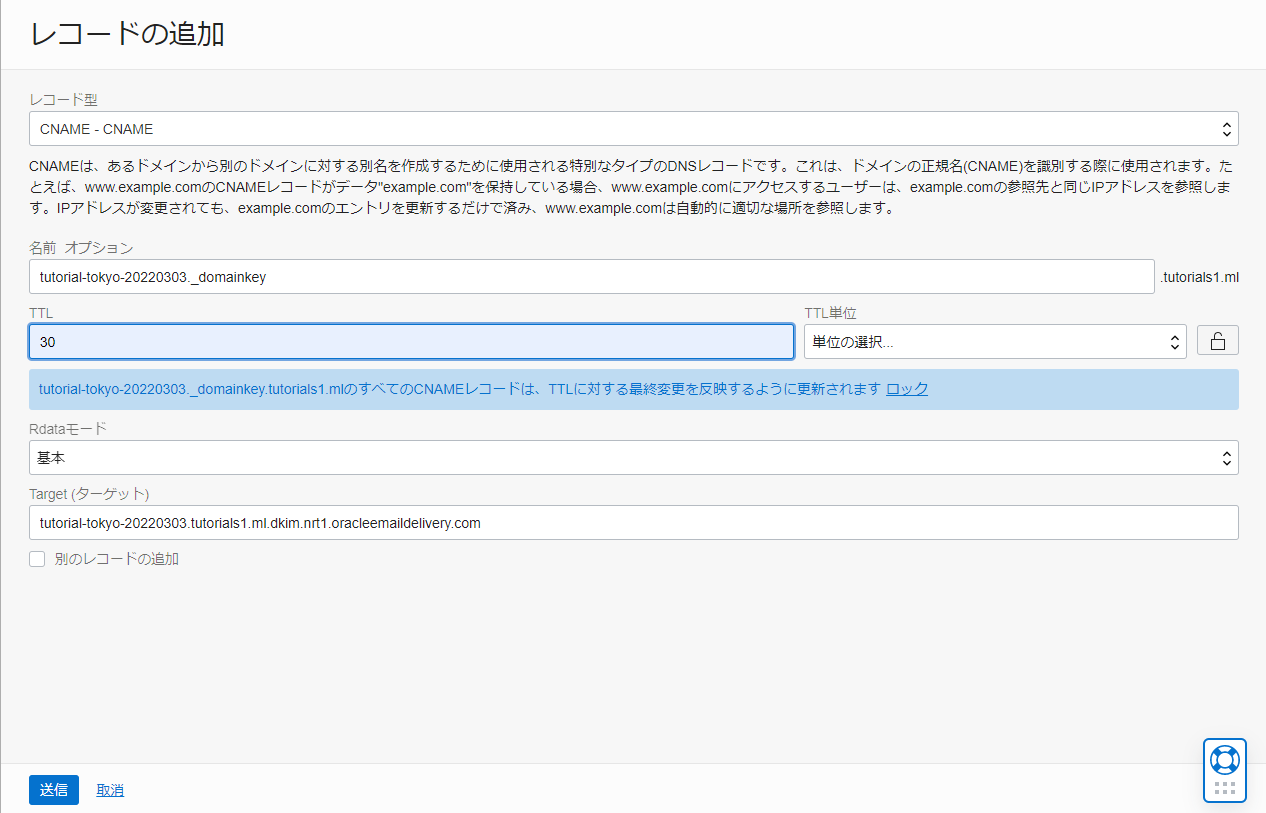 レコードの追加
レコード型
CNAME - CNAME
CNAMEは、あるドメインから別のドメインに対する別名を作成するために使用される特別なタイプのDNSレコードです。これは、ドメインの正規名(CNAME)を識別する際に使用されます。た
とえば、www.example.comのCNAMEレコードがデータ"example.com"を保持している場合、www.example.comにアクセスするユーザーは、example.comの参照先と同じIPアドレスを参照しま
す。IPアドレスが変更されても、example.comのエントリを更新するだけで済み、www.example.comは自動的に適切な場所を参照します。
名前 オプション
tutorial-tokyo-20220303._domainkey .tutorials1.ml
TTL TTL単位
30 単位の選択...
tutorial-tokyo-20220303._domainkey.tutorials1.mlのすべてのCNAMEレコードは、TTLに対する最終変更を反映するように更新されます ロック
Rdataモード
基本
Target (ターゲット)
tutorial-tokyo-20220303.tutorials1.ml.dkim.nrt1.oracleemaildelivery.com
別のレコードの追加
送信 取消